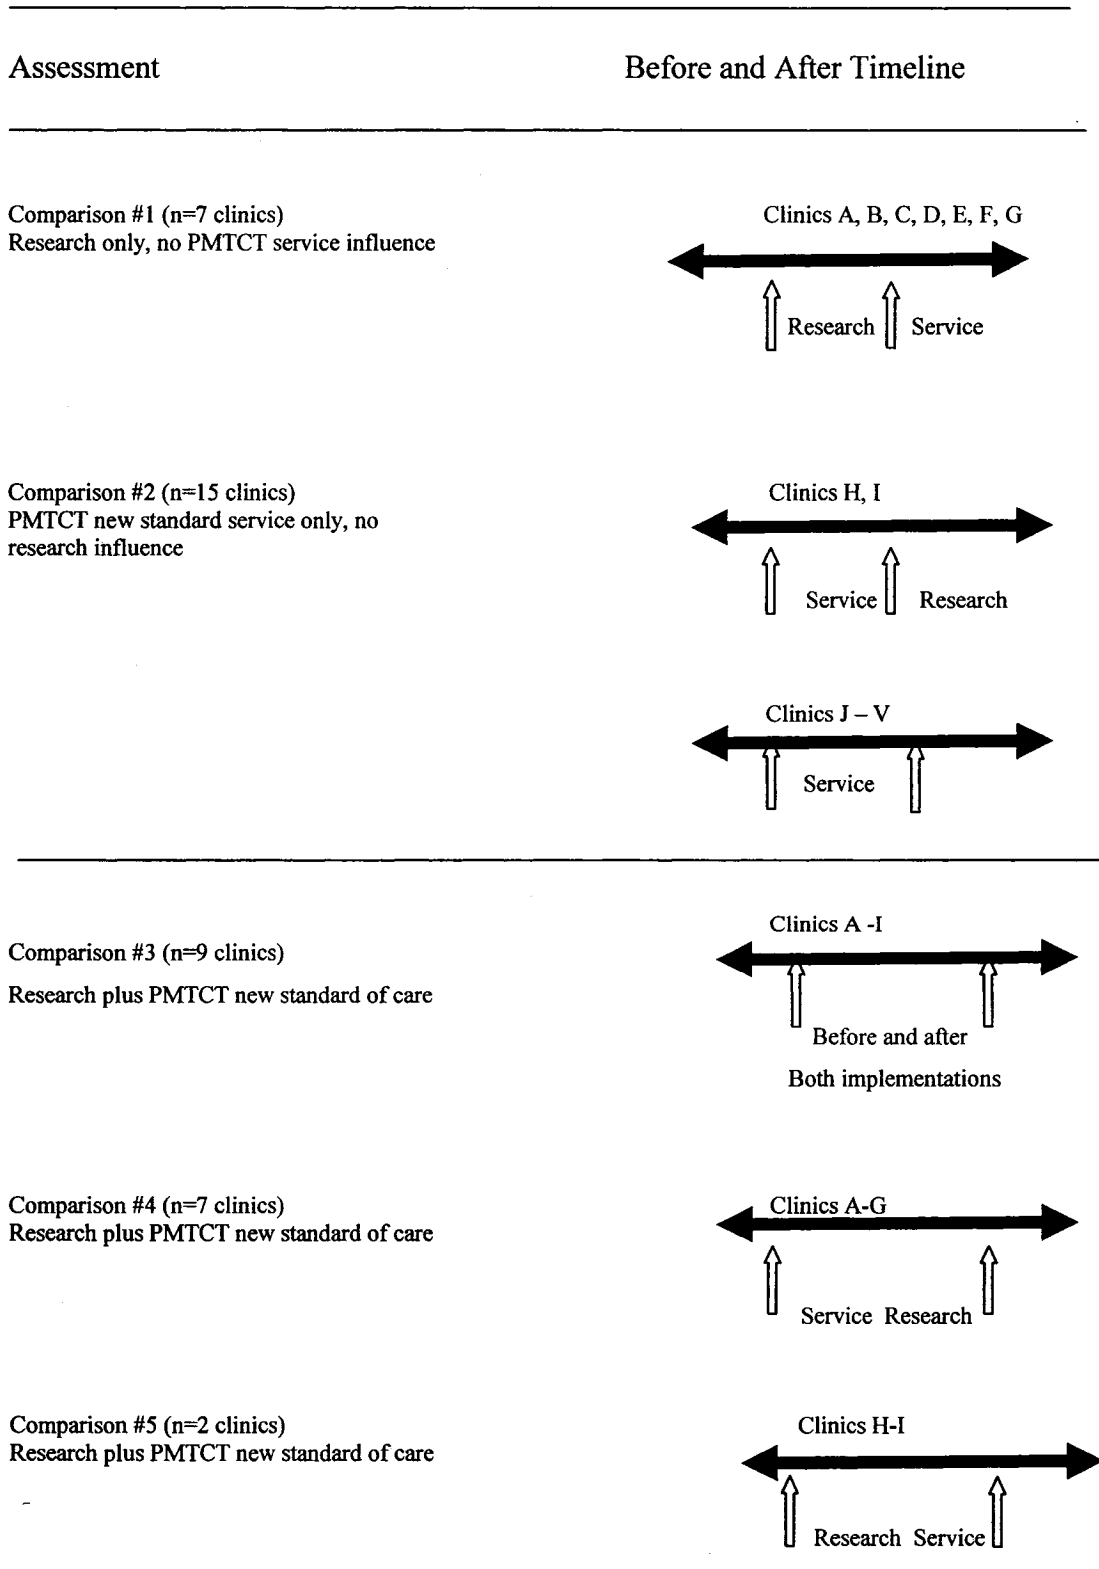 Assessment
Before and After Timeline
Comparison #1 (n=7 clinics)
Research only, no PMTCT service influence
Clinics A, B, C, D, E, F, G
Research
Service
Comparison #2 (n=15 clinics)
PMTCT new standard service only, no
research influence
Clinics H, I
Service
Research
Clinics J – V
Service
Comparison #3 (n=9 clinics)
Research plus PMTCT new standard of care
Clinics A -I
Before and after
Both implementations
Comparison #4 (n=7 clinics)
Research plus PMTCT new standard of care
Clinics A-G
Service Research
Comparison #5 (n=2 clinics)
Research plus PMTCT new standard of care
Clinics H-I
Research Service